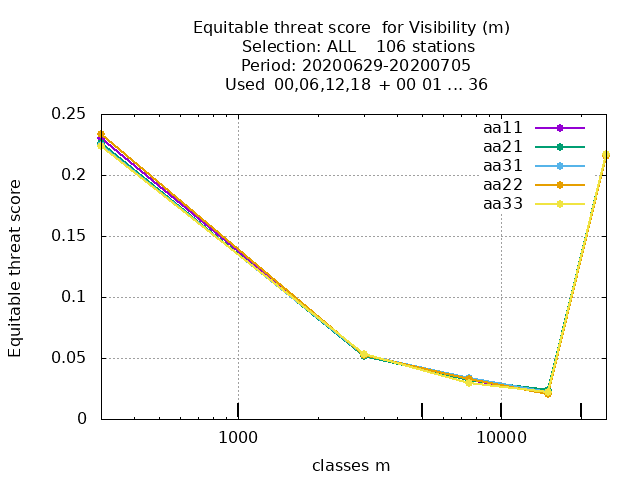 Equitable threat score  for Visibility (m)
Selection: ALL    106 stations
Period: 20200629-20200705
Used  00,06,12,18 + 00 01 ... 36
0.25
0.2
0.15
0.1
0.05
0
Equitable threat score
aa11
aa21
aa31
aa22
aa33
1000
10000
classes m